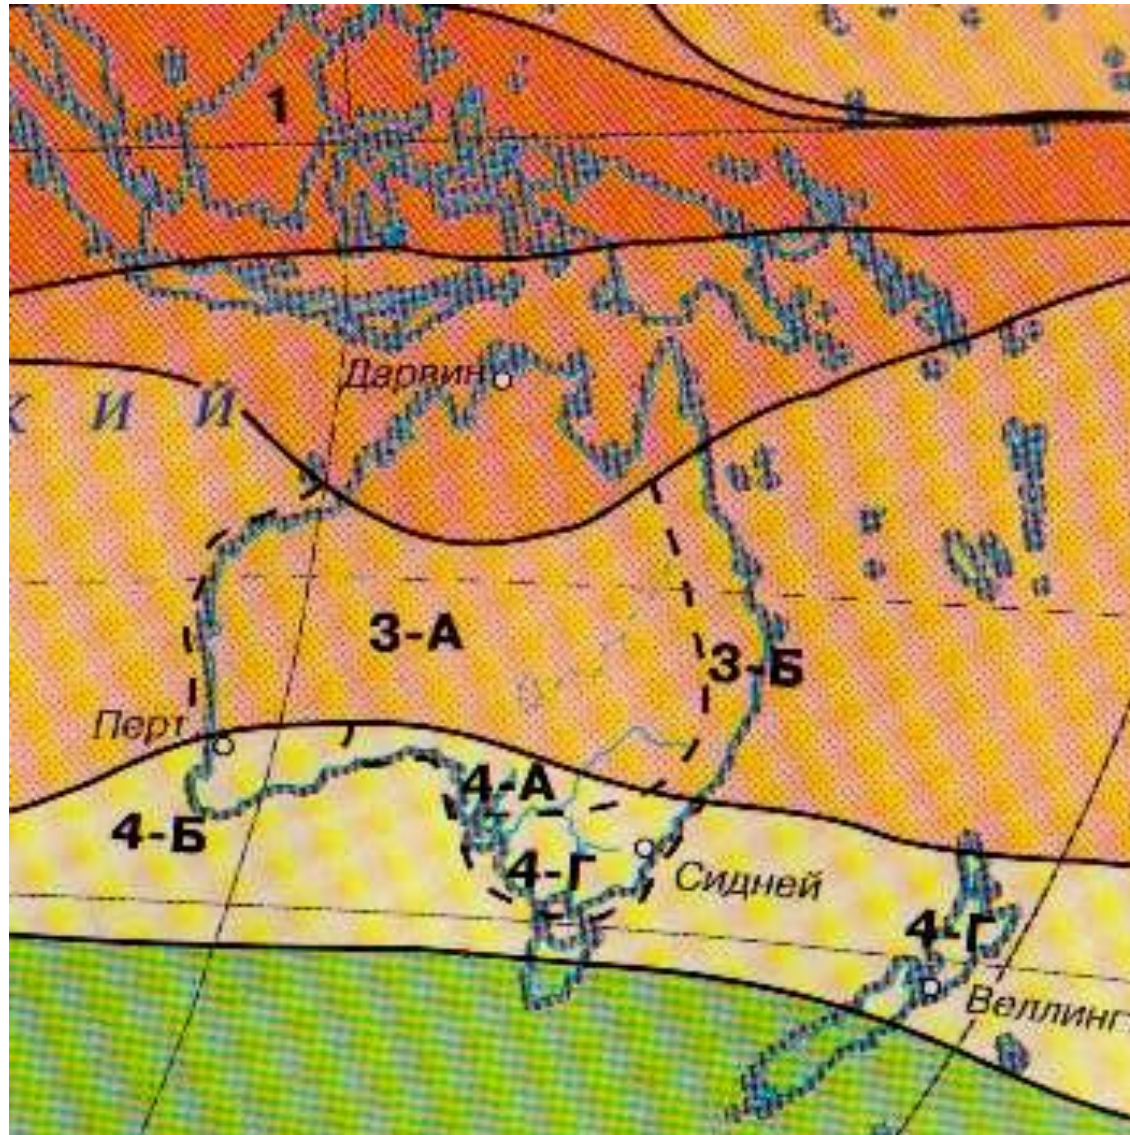 1
Дарвин
К И Й
3-А
3-Б
Перт
4-А
4-Б
4-Г
Сидней
4-Г
Веллинг